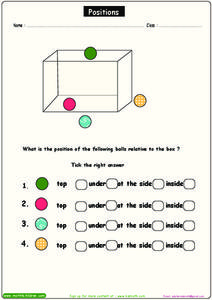 Positions
Name : Class :
What is the position of the following balls relative to the box ?
Tick the right answer
1. top under at the side inside
2. top under at the side inside
3. top under at the side inside
4. top under at the side inside